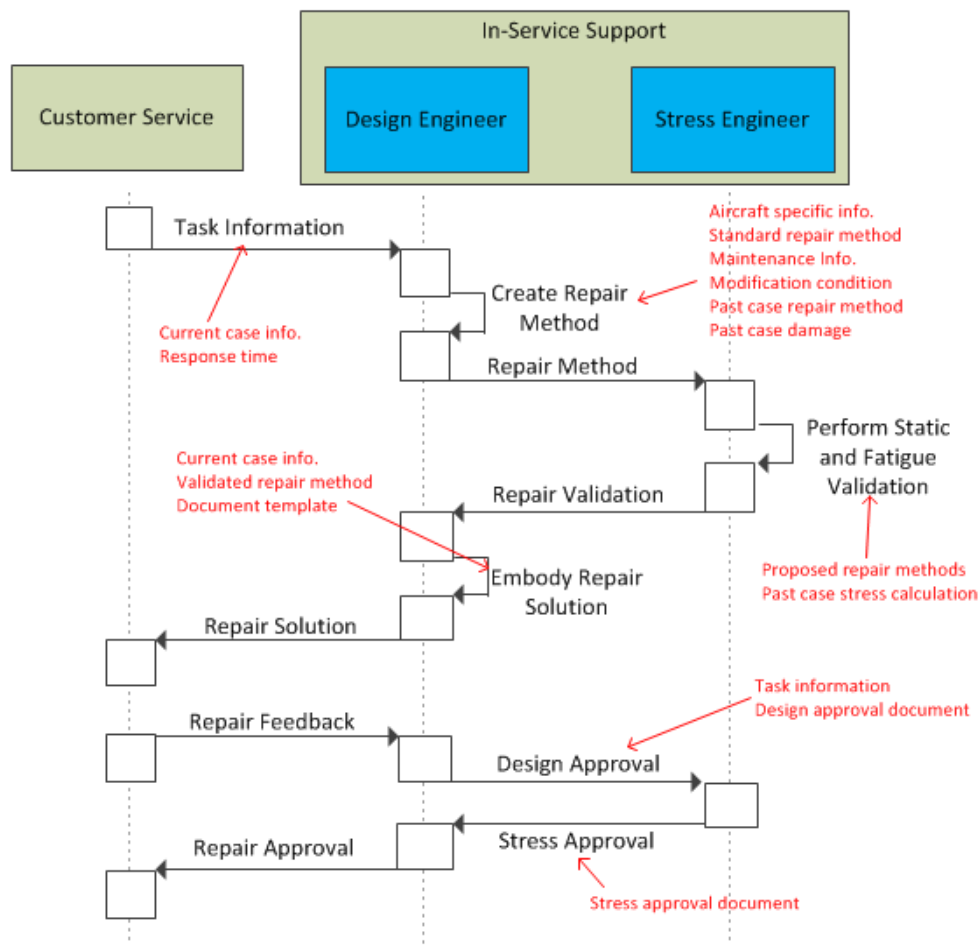 In-Service Support
Customer Service
Design Engineer
Stress Engineer
Task Information
Aircraft specific info.
Standard repair method
Maintenance Info.
Modification condition
Past case repair method
Past case damage
Current case info.
Response time
Create Repair
Method
Repair Method
Perform Static
and Fatigue
Validation
Current case info.
Validated repair method
Document template
Repair Validation
Proposed repair methods
Past case stress calculation
Embody Repair
Solution
Repair Solution
Task information
Design approval document
Repair Feedback
Design Approval
Stress Approval
Repair Approval
Stress approval document